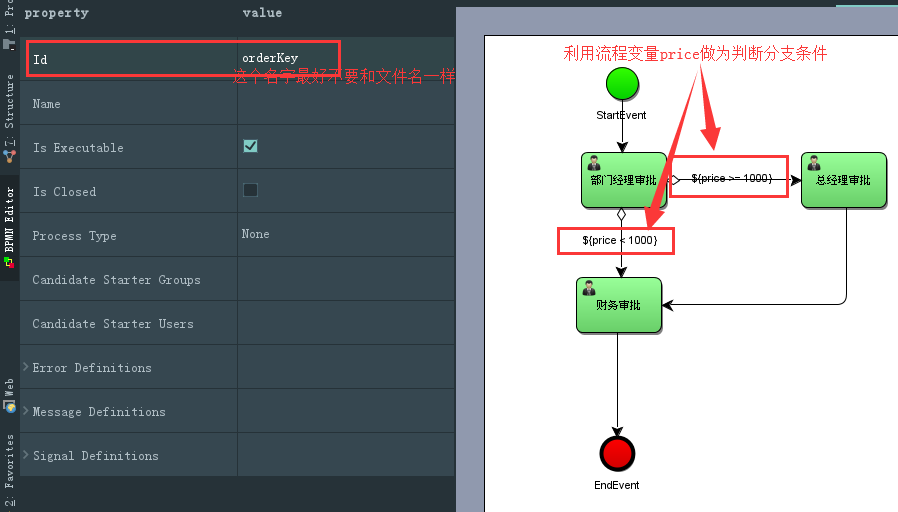 property value
Id orderKey
这个名字最好不要和文件名一样
Name
Is Executable
Is Closed
Process Type None
Candidate Starter Groups
Candidate Starter Users
Error Definitions
Message Definitions
Signal Definitions
1: Pro
7: Structure
BPMN Editor
Web
2: Favorites
利用流程变量price做为判断分支条件
StartEvent
部门经理审批
${price >= 1000}
总经理审批
${price < 1000}
财务审批
EndEvent